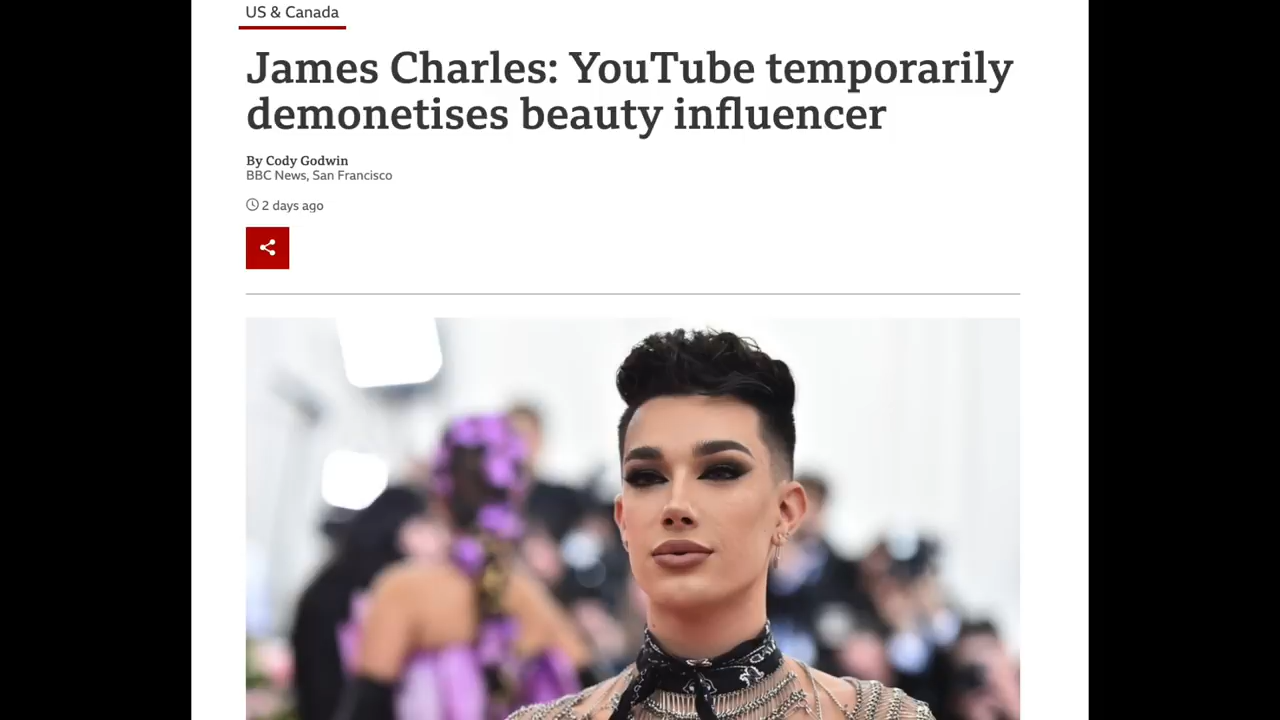 US & Canada
James Charles: YouTube temporarily
demonetises beauty influencer
By Cody Godwin
BBC News, San Francisco
2 days ago